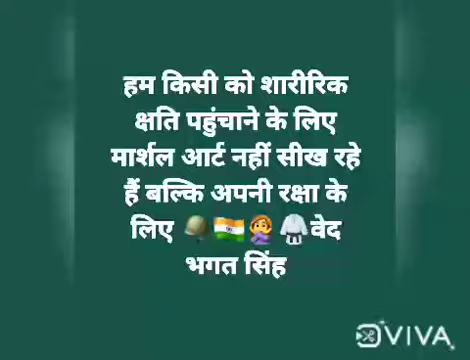 हम किसी को शारीरिक
क्षति पहुंचाने के लिए
मार्शल आर्ट नहीं सीख रहे
हैं बल्कि अपनी रक्षा के
लिए 🪖🇮🇳🤦‍♀️🥋वेद
भगत सिंह
VIVA